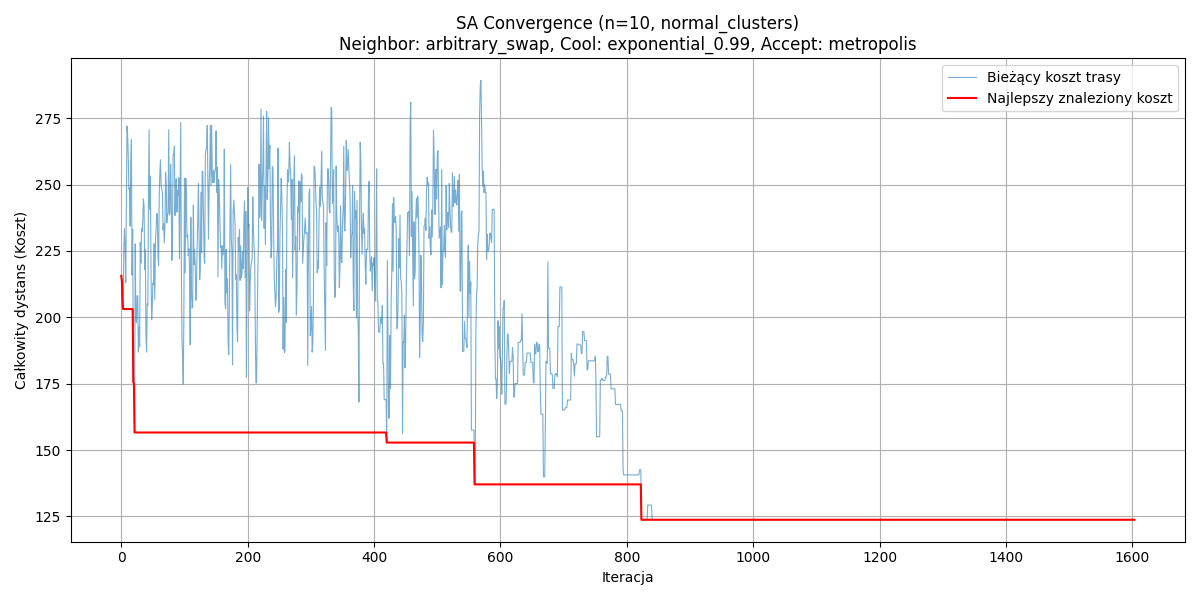 SA Convergence (n=10, normal_clusters)
Neighbor: arbitrary_swap, Cool: exponential_0.99, Accept: metropolis
Bieżący koszt trasy
Najlepszy znaleziony koszt
Całkowity dystans (Koszt)
275
250
225
200
175
150
125
0 200 400 600 800 1000 1200 1400 1600
Iteracja